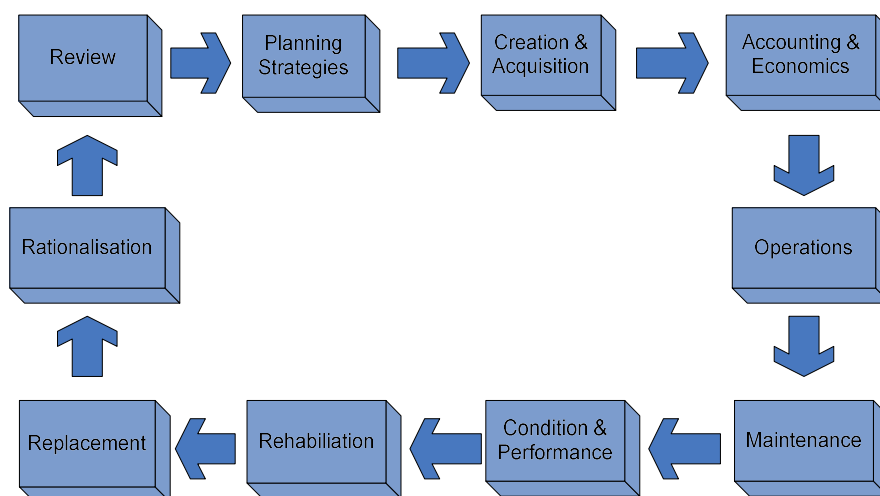 Review
Planning
Strategies
Creation &
Acquisition
Accounting &
Economics
Rationalisation
Operations
Replacement
Rehabiliation
Condition &
Performance
Maintenance